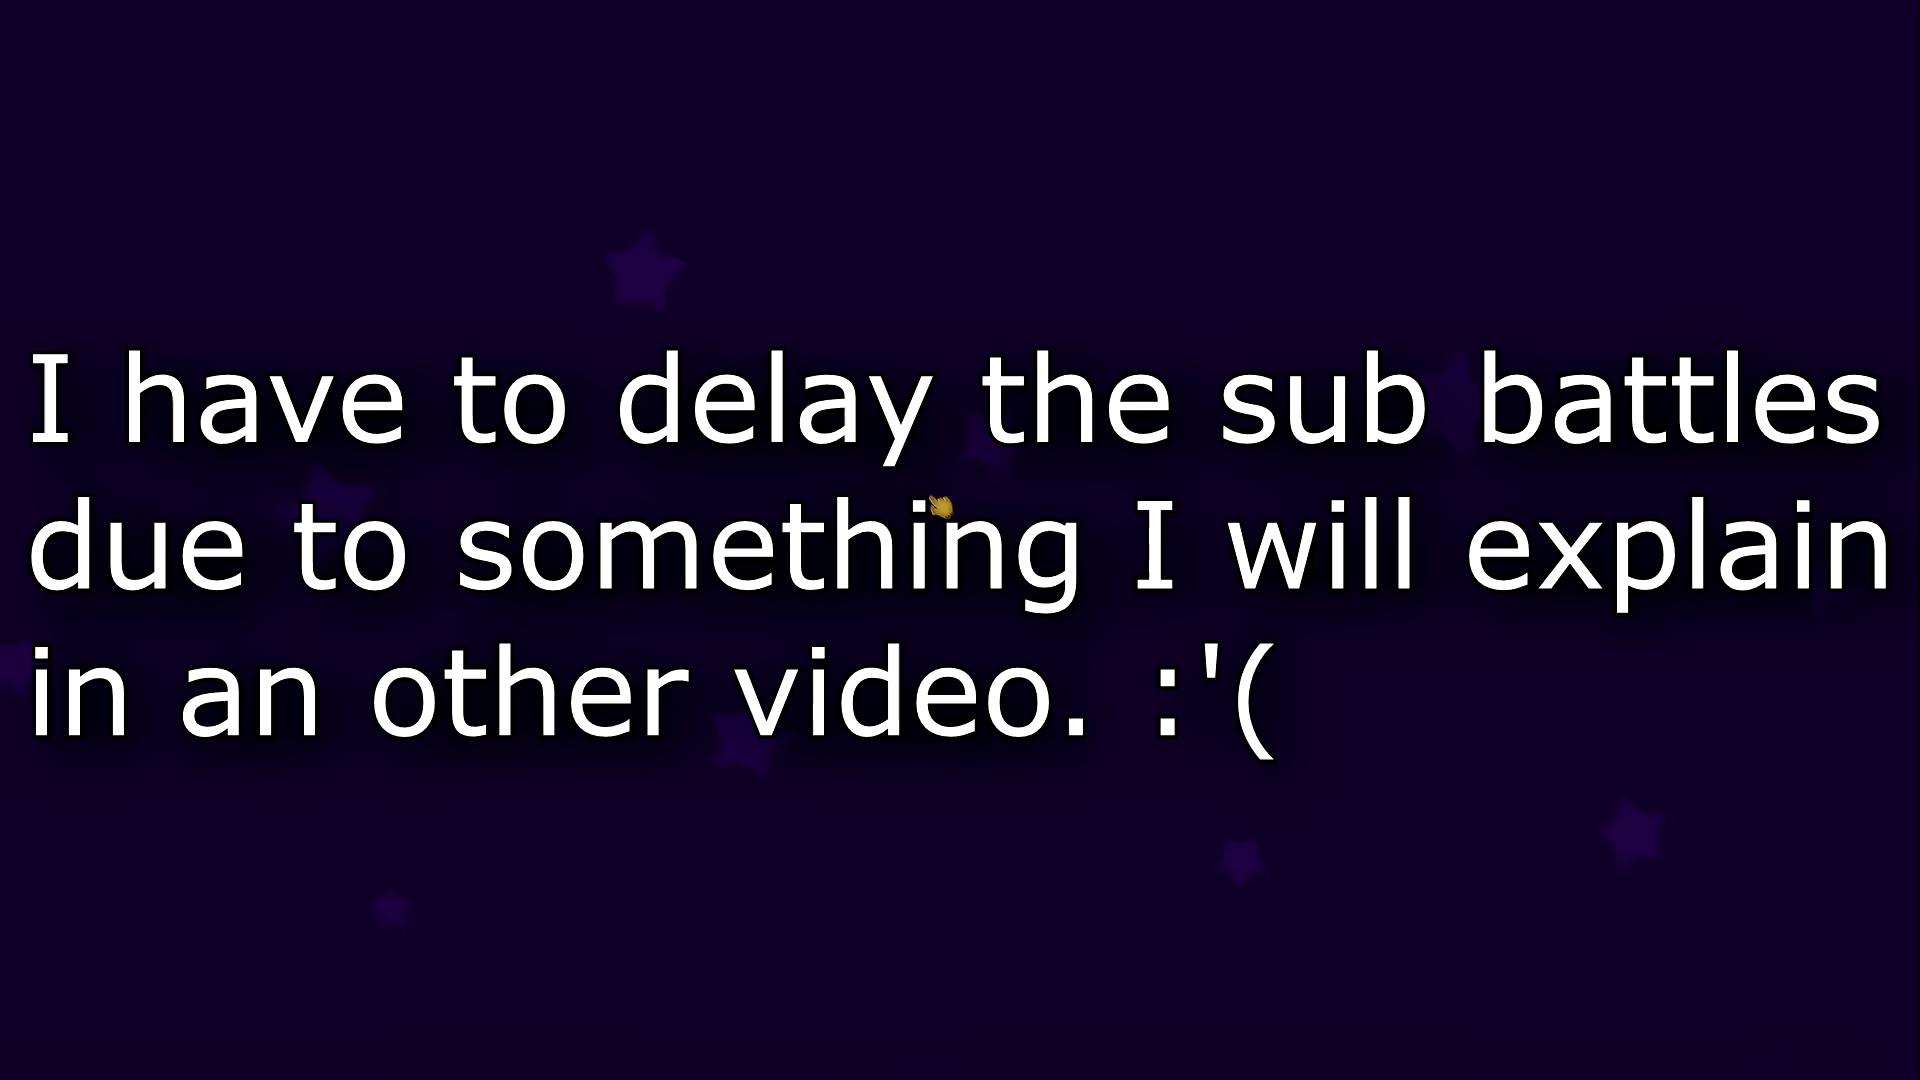 I have to delay the sub battles
due to something I will explain
in an other video. :'(